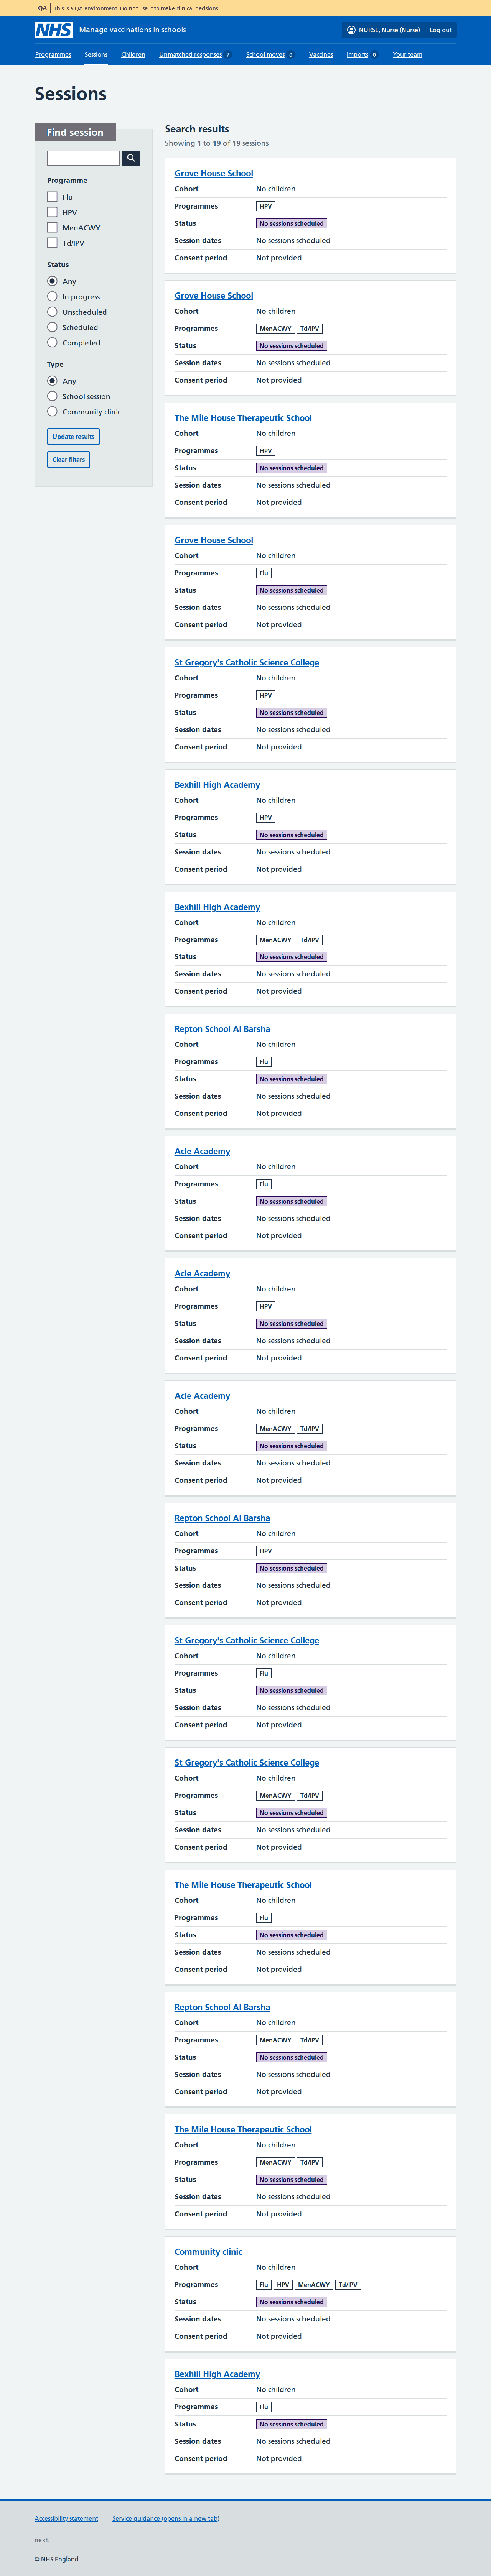 QA This is a QA environment. Do not use it to make clinical decisions.
NHS Manage vaccinations in schools NURSE, Nurse (Nurse) Log out
Programmes Sessions Children Unmatched responses 7 School moves 0 Vaccines Imports 0 Your team
Sessions
Find session
Programme
Flu
HPV
MenACWY
Td/IPV
Status
Any
In progress
Unscheduled
Scheduled
Completed
Type
Any
School session
Community clinic
Update results
Clear filters
Search results
Showing 1 to 19 of 19 sessions
Grove House School
Cohort No children
Programmes HPV
Status No sessions scheduled
Session dates No sessions scheduled
Consent period Not provided
Grove House School
Cohort No children
Programmes MenACWY Td/IPV
Status No sessions scheduled
Session dates No sessions scheduled
Consent period Not provided
The Mile House Therapeutic School
Cohort No children
Programmes HPV
Status No sessions scheduled
Session dates No sessions scheduled
Consent period Not provided
Grove House School
Cohort No children
Programmes Flu
Status No sessions scheduled
Session dates No sessions scheduled
Consent period Not provided
St Gregory's Catholic Science College
Cohort No children
Programmes HPV
Status No sessions scheduled
Session dates No sessions scheduled
Consent period Not provided
Bexhill High Academy
Cohort No children
Programmes HPV
Status No sessions scheduled
Session dates No sessions scheduled
Consent period Not provided
Bexhill High Academy
Cohort No children
Programmes MenACWY Td/IPV
Status No sessions scheduled
Session dates No sessions scheduled
Consent period Not provided
Repton School Al Barsha
Cohort No children
Programmes Flu
Status No sessions scheduled
Session dates No sessions scheduled
Consent period Not provided
Acle Academy
Cohort No children
Programmes Flu
Status No sessions scheduled
Session dates No sessions scheduled
Consent period Not provided
Acle Academy
Cohort No children
Programmes HPV
Status No sessions scheduled
Session dates No sessions scheduled
Consent period Not provided
Acle Academy
Cohort No children
Programmes MenACWY Td/IPV
Status No sessions scheduled
Session dates No sessions scheduled
Consent period Not provided
Repton School Al Barsha
Cohort No children
Programmes HPV
Status No sessions scheduled
Session dates No sessions scheduled
Consent period Not provided
St Gregory's Catholic Science College
Cohort No children
Programmes Flu
Status No sessions scheduled
Session dates No sessions scheduled
Consent period Not provided
St Gregory's Catholic Science College
Cohort No children
Programmes MenACWY Td/IPV
Status No sessions scheduled
Session dates No sessions scheduled
Consent period Not provided
The Mile House Therapeutic School
Cohort No children
Programmes Flu
Status No sessions scheduled
Session dates No sessions scheduled
Consent period Not provided
Repton School Al Barsha
Cohort No children
Programmes MenACWY Td/IPV
Status No sessions scheduled
Session dates No sessions scheduled
Consent period Not provided
The Mile House Therapeutic School
Cohort No children
Programmes MenACWY Td/IPV
Status No sessions scheduled
Session dates No sessions scheduled
Consent period Not provided
Community clinic
Cohort No children
Programmes Flu HPV MenACWY Td/IPV
Status No sessions scheduled
Session dates No sessions scheduled
Consent period Not provided
Bexhill High Academy
Cohort No children
Programmes Flu
Status No sessions scheduled
Session dates No sessions scheduled
Consent period Not provided
Accessibility statement Service guidance (opens in a new tab)
next
© NHS England